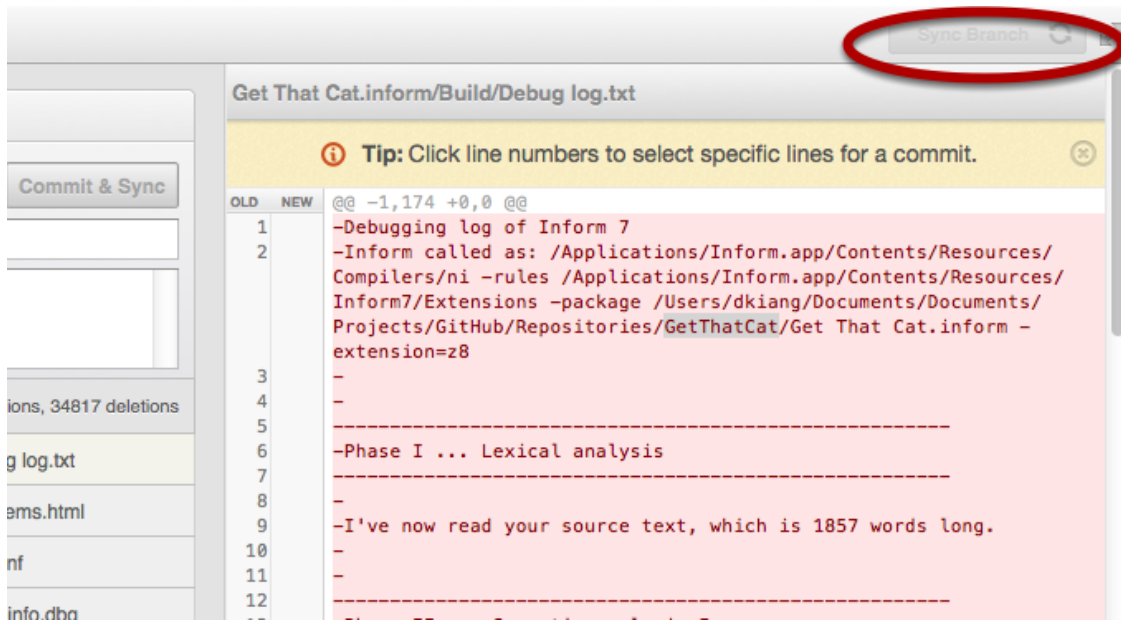 Sync Branch
Get That Cat.inform/Build/Debug log.txt
Tip: Click line numbers to select specific lines for a commit.
Commit & Sync
OLD NEW @@ -1,174 +0,0 @@
1 -Debugging log of Inform 7
2 -Inform called as: /Applications/Inform.app/Contents/Resources/
Compilers/ni -rules /Applications/Inform.app/Contents/Resources/
Inform7/Extensions -package /Users/dkiang/Documents/Documents/
Projects/GitHub/Repositories/GetThatCat/Get That Cat.inform -
extension=z8
3 -
4 -
5 -------------------------------------------------------
6 -Phase I ... Lexical analysis
7 -------------------------------------------------------
8 -
9 -I've now read your source text, which is 1857 words long.
10 -
11 -
12 -------------------------------------------------------
ions, 34817 deletions
g log.txt
ems.html
nf
info.dbg